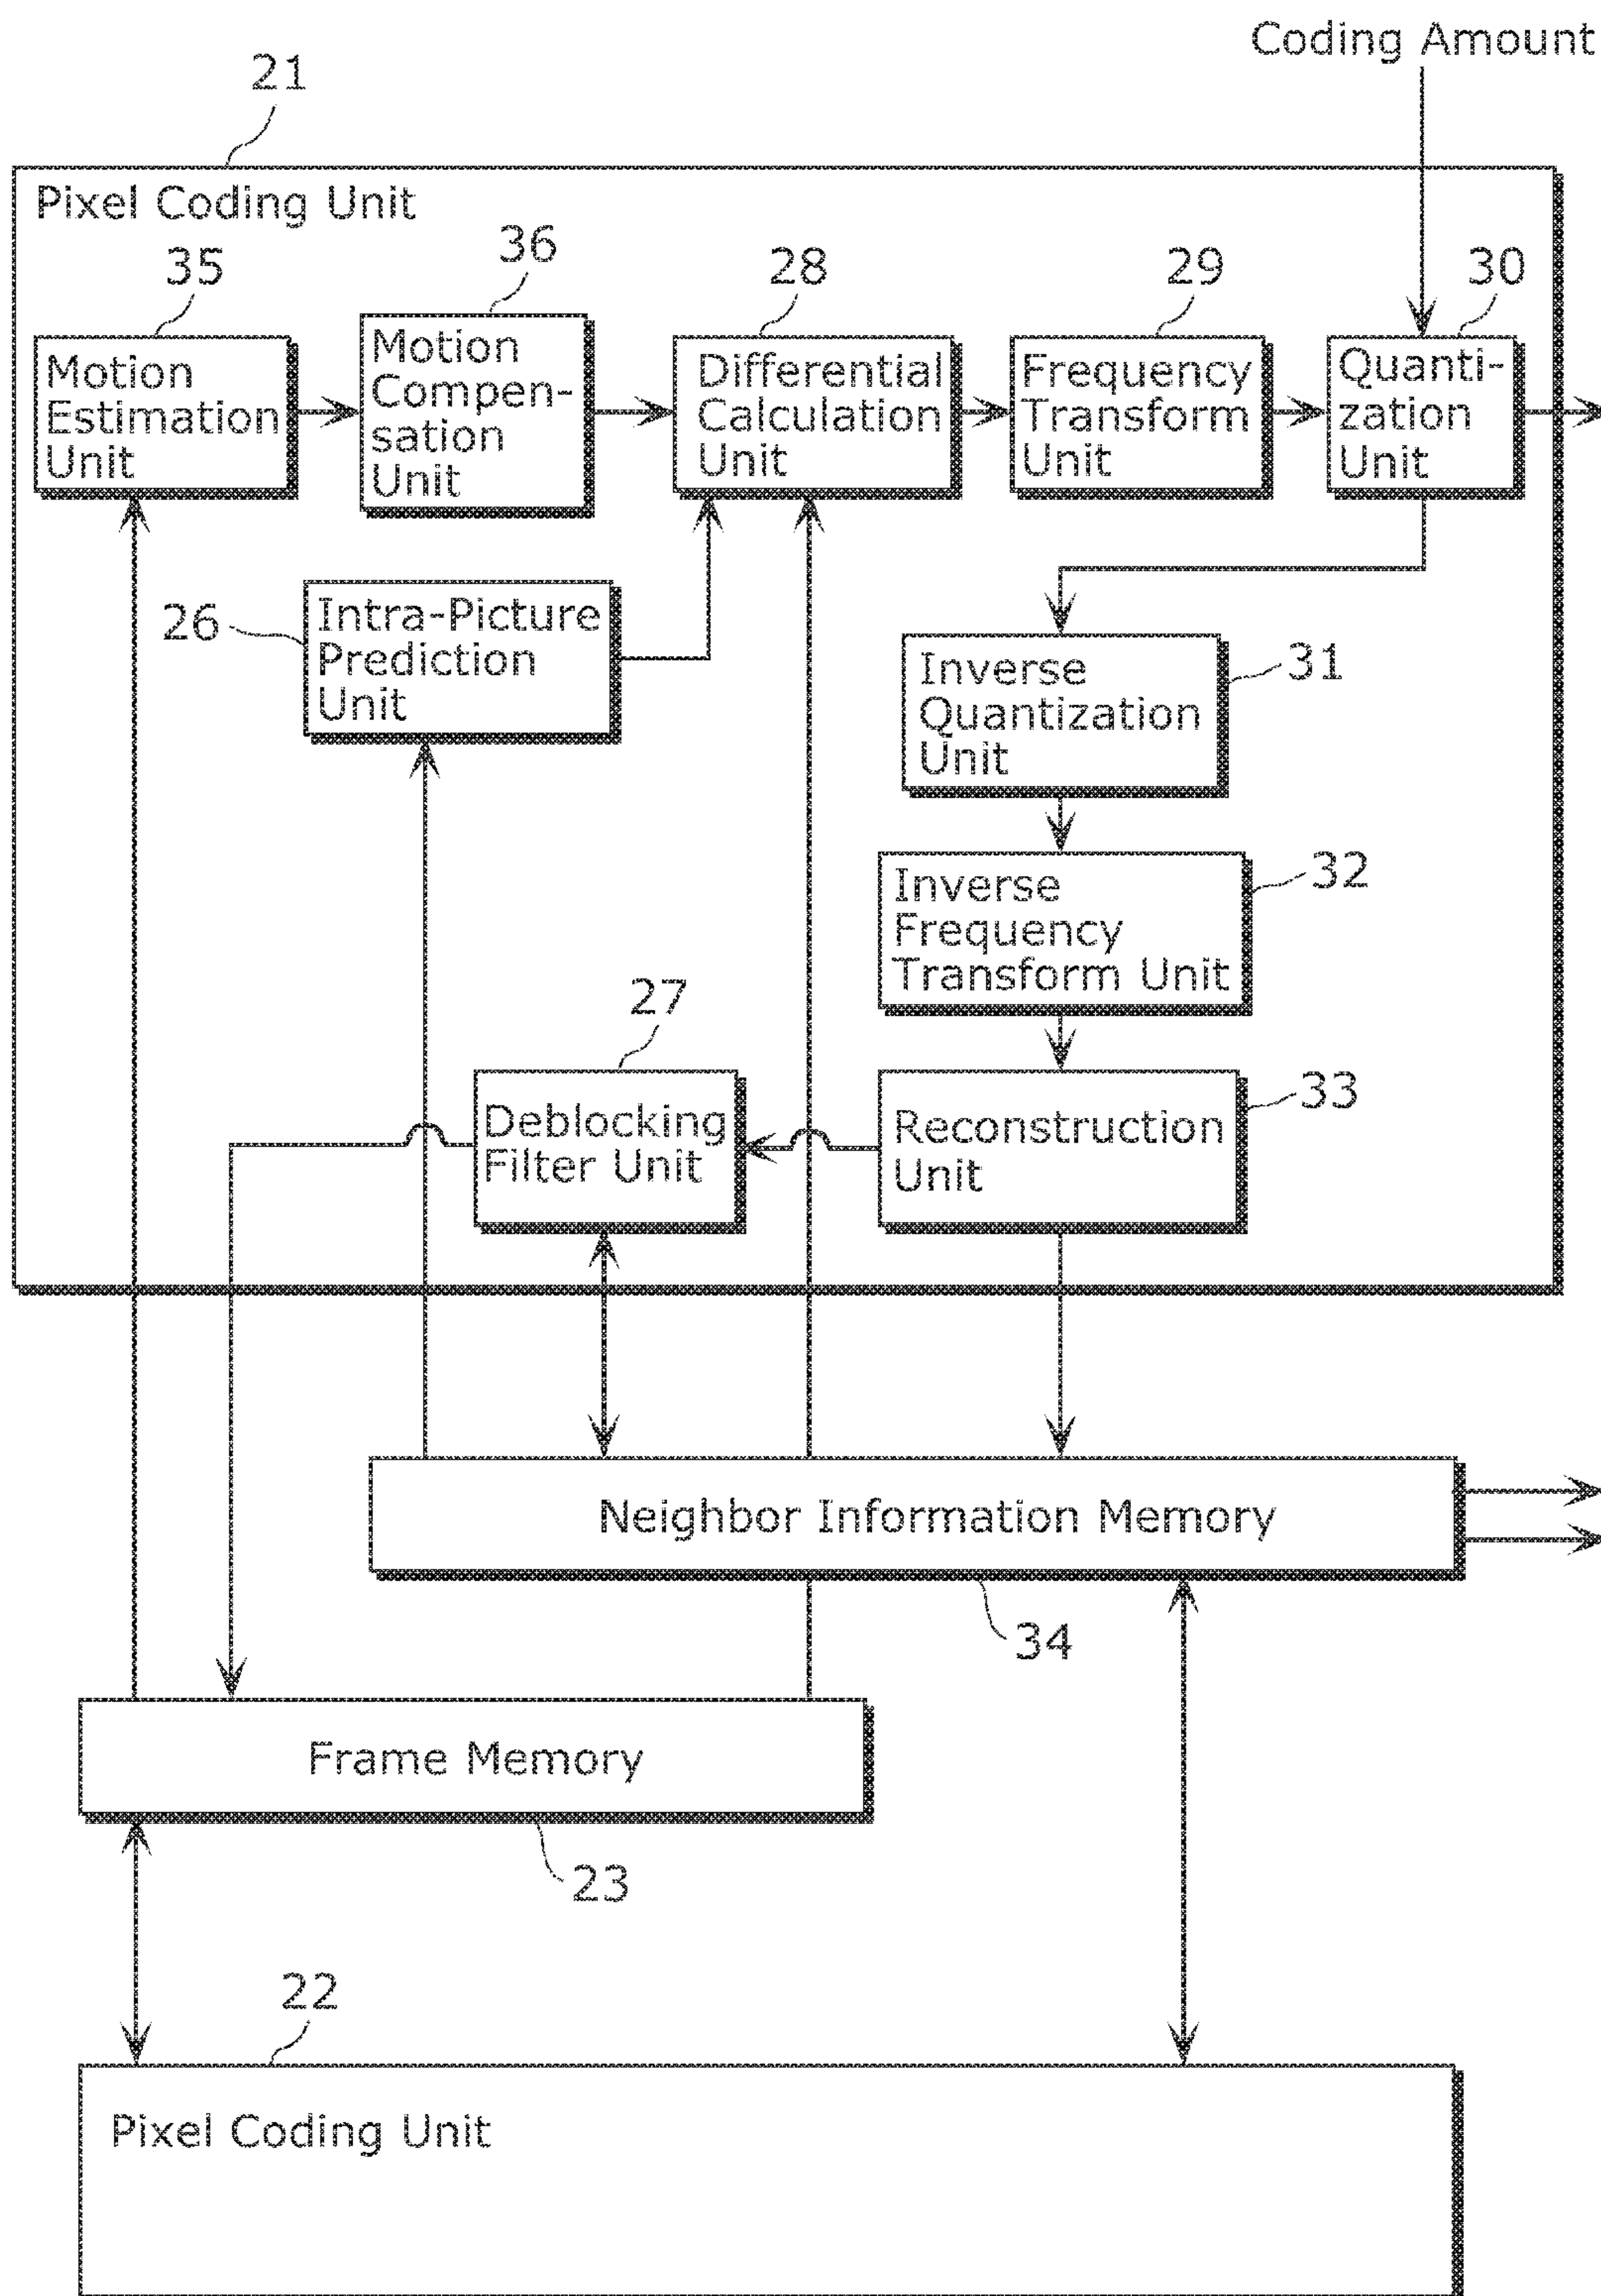 Coding Amount
21
Pixel Coding Unit
35
36
28
29
30
Motion
Estimation
Unit
Motion
Compen-
sation
Unit
Differential
Calculation
Unit
Frequency
Transform
Unit
Quanti-
zation
Unit
26
Intra-Picture
Prediction
Unit
Inverse
Quantization
Unit
31
Inverse
Frequency
Transform Unit
32
27
Deblocking
Filter Unit
Reconstruction
Unit
33
Neighbor Information Memory
34
Frame Memory
23
22
Pixel Coding Unit